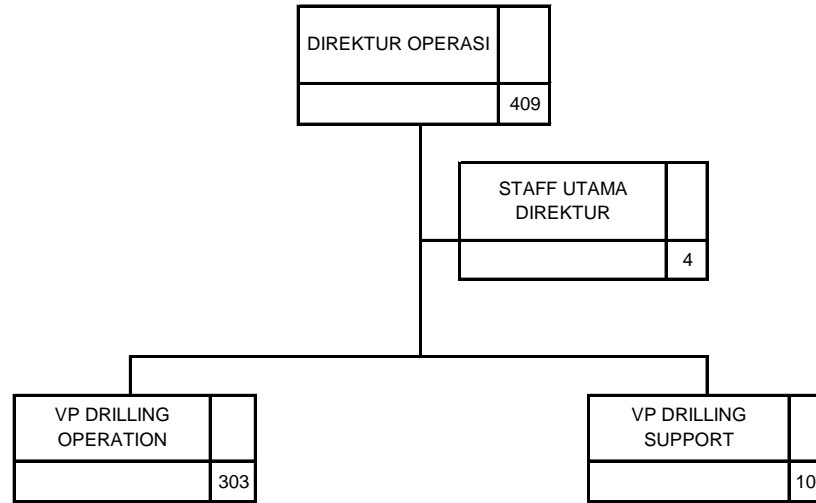 DIREKTUR OPERASI
409
STAFF UTAMA
DIREKTUR
4
VP DRILLING
OPERATION
303
VP DRILLING
SUPPORT